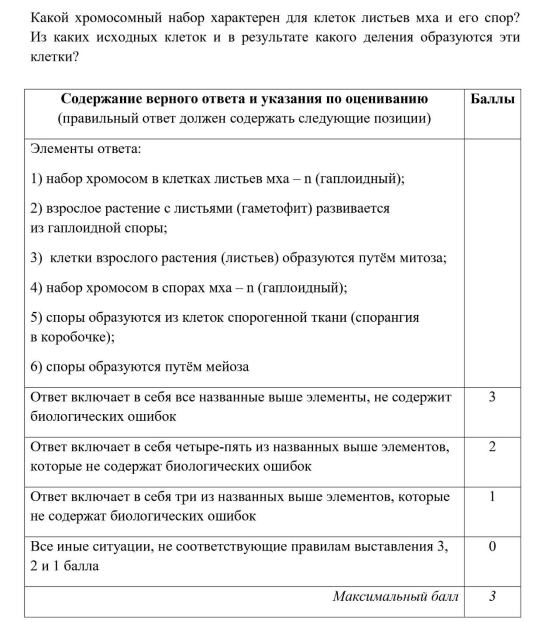 Какой хромосомный набор характерен для клеток листьев мха и его спор?
Из каких исходных клеток и в результате какого деления образуются эти
клетки?
Содержание верного ответа и указания по оцениванию
(правильный ответ должен содержать следующие позиции)
Баллы
Элементы ответа:
1) набор хромосом в клетках листьев мха – n (гаплоидный);
2) взрослое растение с листьями (гаметофит) развивается
из гаплоидной споры;
3) клетки взрослого растения (листьев) образуются путём митоза;
4) набор хромосом в спорах мха – n (гаплоидный);
5) споры образуются из клеток спорогенной ткани (спорангия
в коробочке);
6) споры образуются путём мейоза
Ответ включает в себя все названные выше элементы, не содержит
биологических ошибок
3
Ответ включает в себя четыре-пять из названных выше элементов,
которые не содержат биологических ошибок
2
Ответ включает в себя три из названных выше элементов, которые
не содержат биологических ошибок
1
Все иные ситуации, не соответствующие правилам выставления 3,
2 и 1 балла
0
Максимальный балл
3